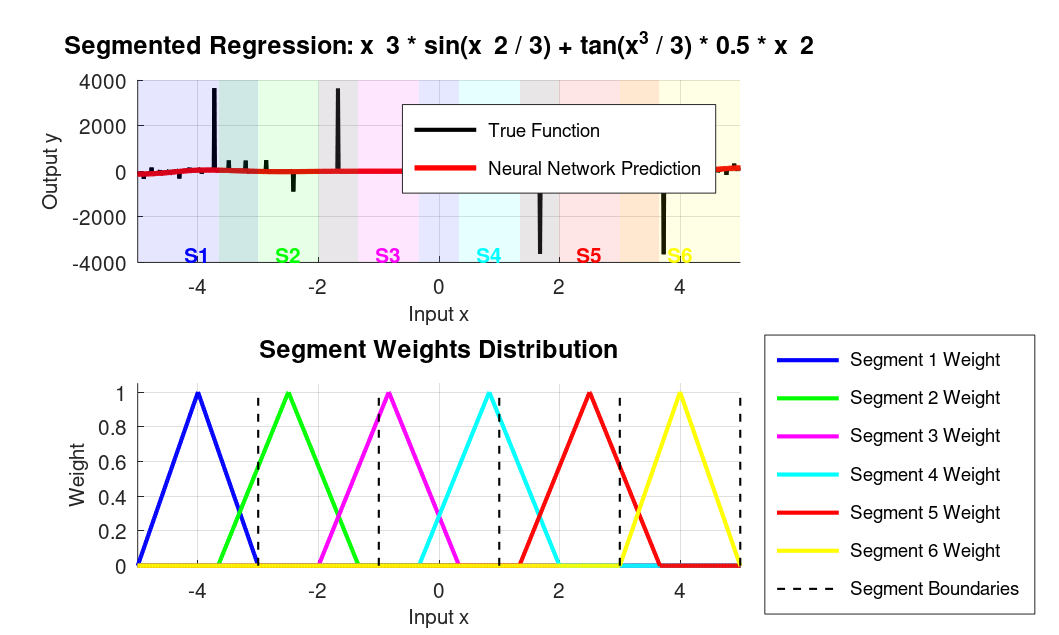 Segmented Regression: x 3 * sin(x 2 / 3) + tan(x³ / 3) * 0.5 * x 2
4000
2000
0
-2000
-4000
Output y
True Function
Neural Network Prediction
S1 S2 S3 S4 S5 S6
-4 -2 0 2 4
Input x
Segment Weights Distribution
1
0.8
0.6
0.4
0.2
0
Weight
-4 -2 0 2 4
Input x
Segment 1 Weight
Segment 2 Weight
Segment 3 Weight
Segment 4 Weight
Segment 5 Weight
Segment 6 Weight
Segment Boundaries